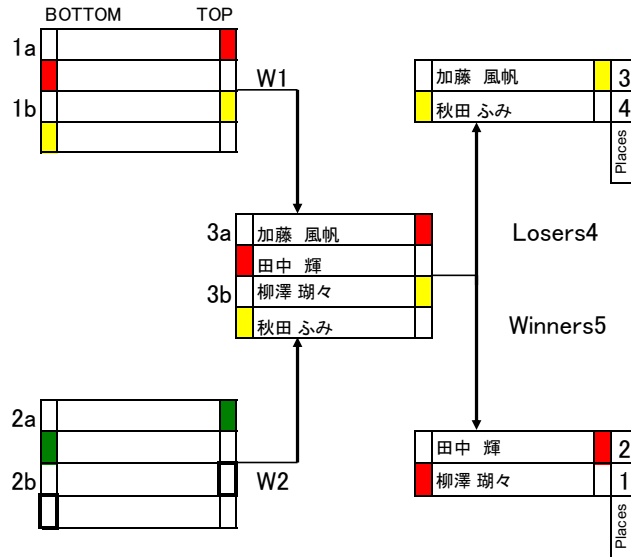 BOTTOM TOP
1a
W1
1b
加藤 風帆 3
秋田 ふみ 4
Places
3a 加藤 風帆
田中 輝
3b 柳澤 瑚々
秋田 ふみ
Losers4
Winners5
2a
2b W2
田中 輝 2
柳澤 瑚々 1
Places